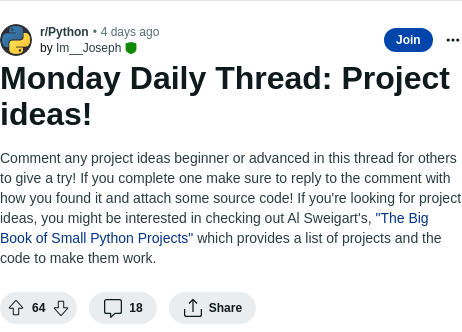 r/Python • 4 days ago
by Im__Joseph
Join
Monday Daily Thread: Project
ideas!
Comment any project ideas beginner or advanced in this thread for others
to give a try! If you complete one make sure to reply to the comment with
how you found it and attach some source code! If you're looking for project
ideas, you might be interested in checking out Al Sweigart's, "The Big
Book of Small Python Projects" which provides a list of projects and the
code to make them work.
64
18
Share